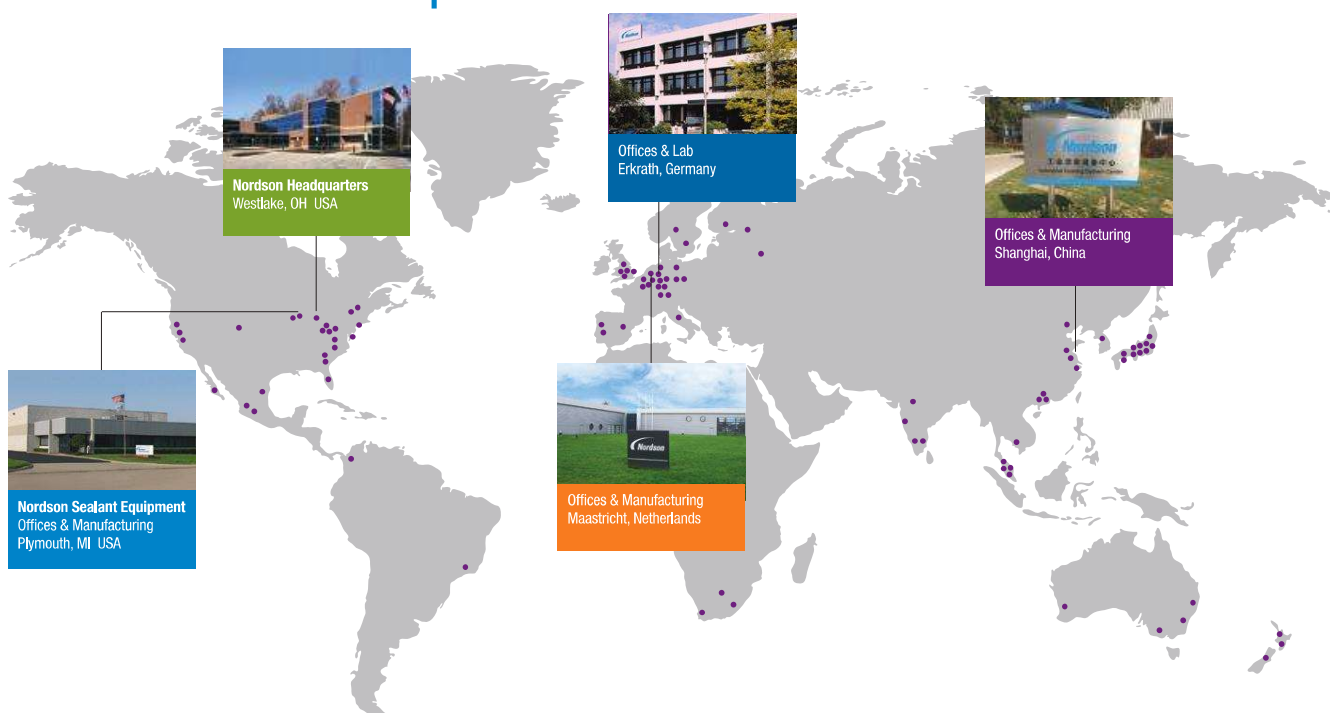 Nordson Headquarters
Westlake, OH USA
Offices & Lab
Erkrath, Germany
Nordson
Offices & Manufacturing
Shanghai, China
Nordson Sealant Equipment
Offices & Manufacturing
Plymouth, MI USA
Nordson
Offices & Manufacturing
Maastricht, Netherlands